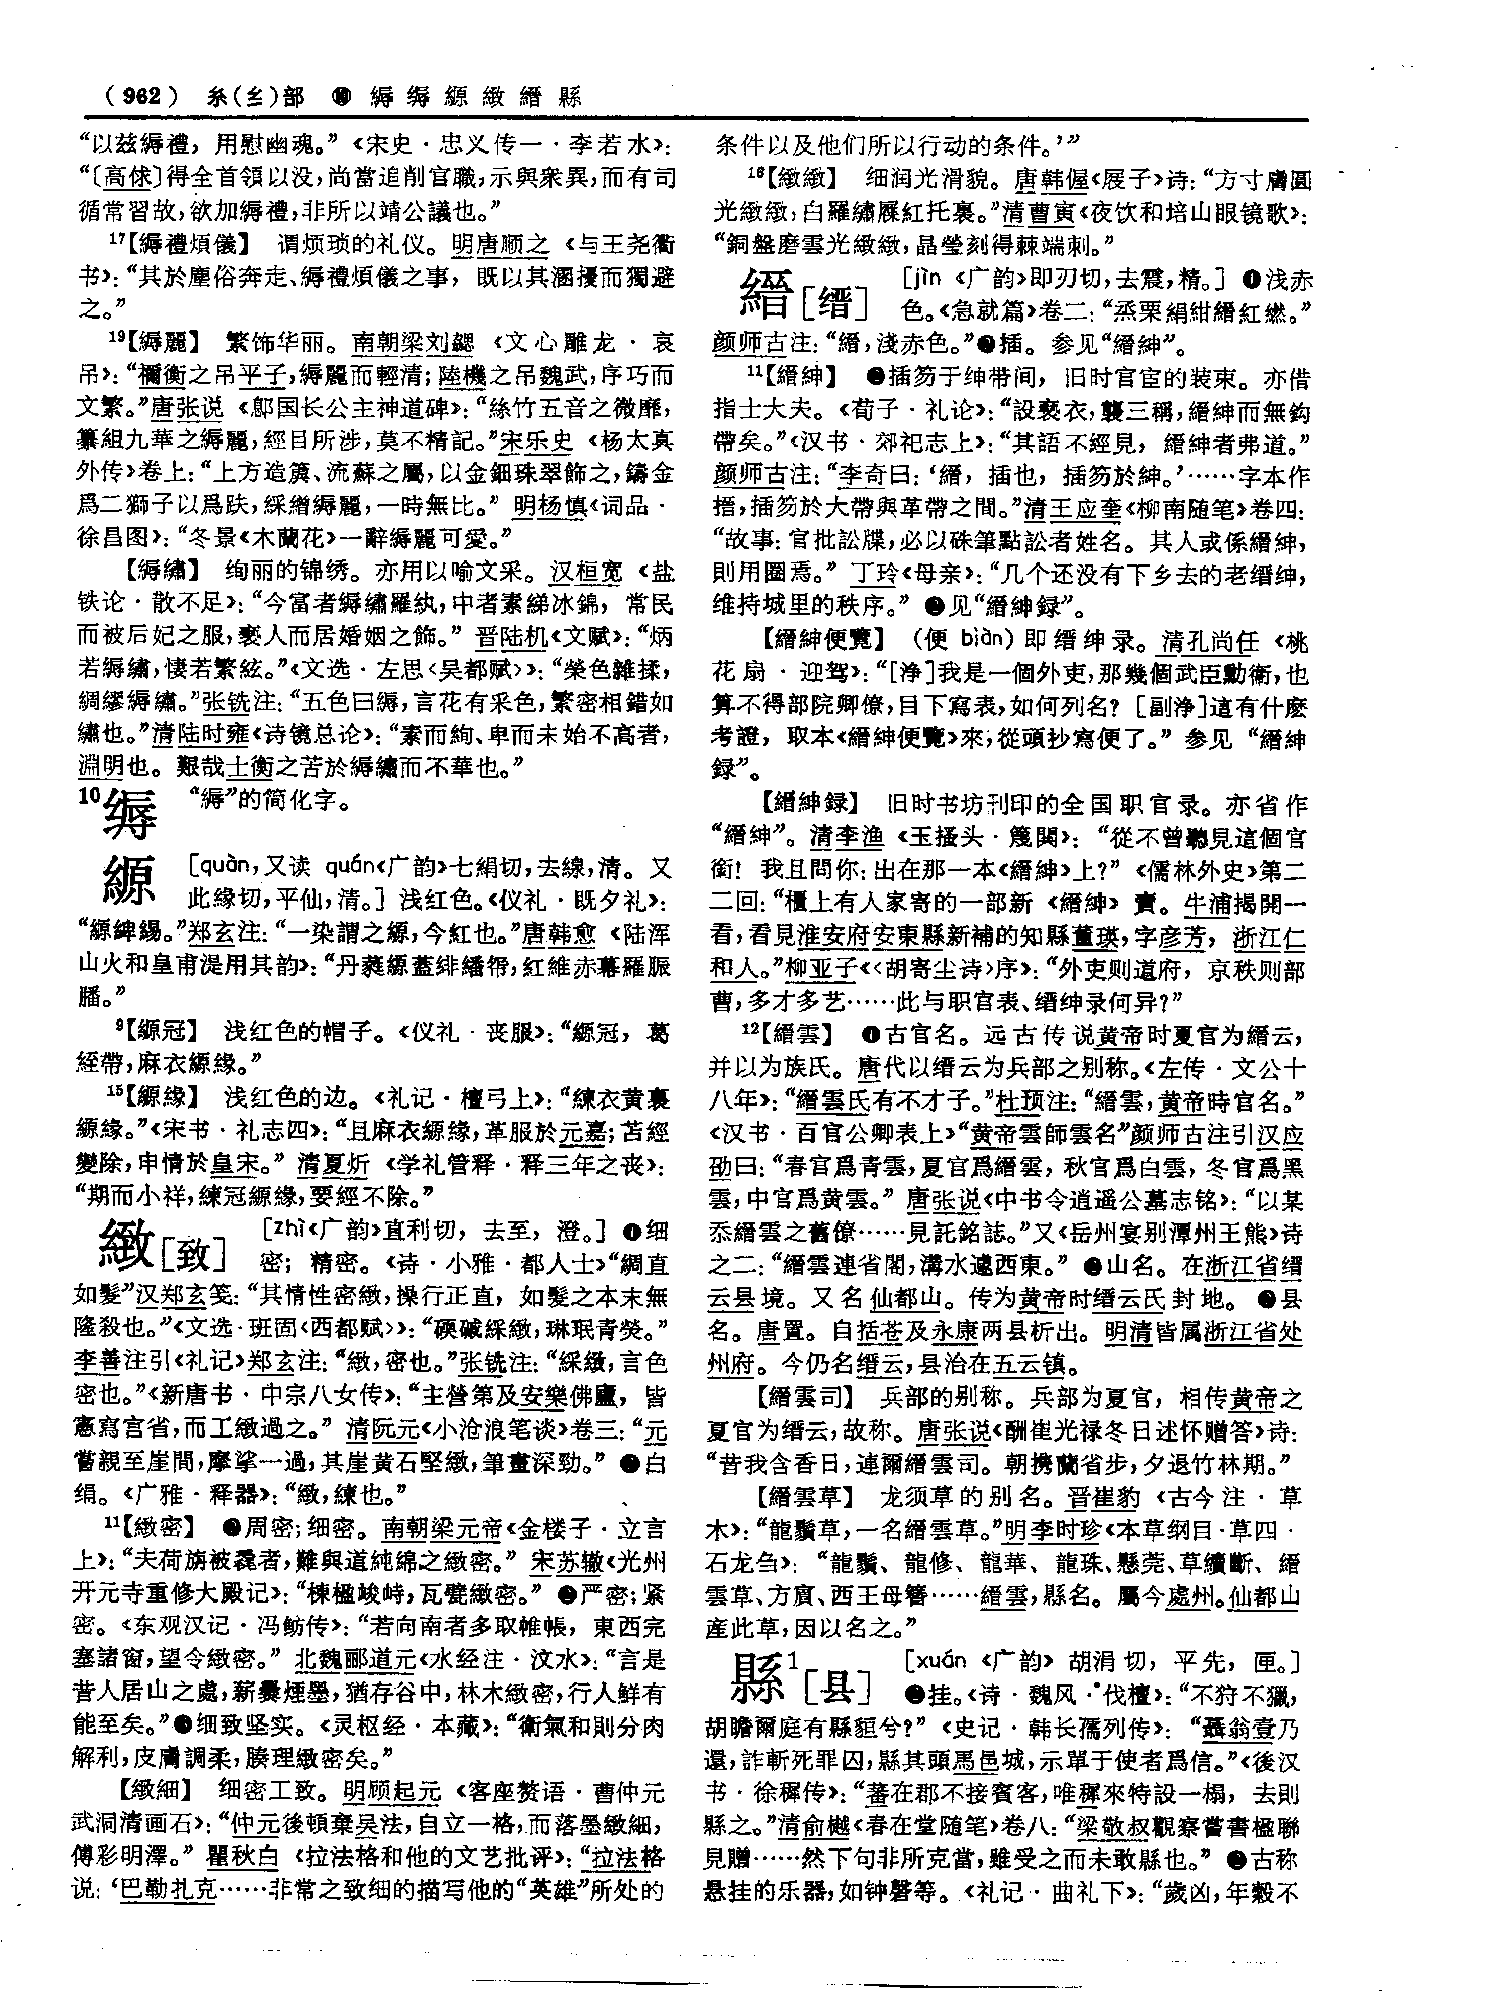 （962） 糸(纟)部 ⑩ 縟 缛 縓 緻 縉 縣
“以兹縟禮，用慰幽魂。”《宋史·忠义传一·李若水》：
“〔高俅〕得全首領以没，尚當追削官職，示與衆異，而有司
循常習故，欲加縟禮，非所以靖公議也。”
17【縟禮煩儀】 谓烦琐的礼仪。明唐顺之《与王尧衢
书》：“其於塵俗奔走、縟禮煩儀之事，既以其溷擾而獨避
之。”
19【縟麗】 繁饰华丽。南朝梁刘勰《文心雕龙·哀
吊》：“禰衡之吊平子，縟麗而輕清；陸機之吊魏武，序巧而
文繁。”唐张说《鄎国长公主神道碑》：“絲竹五音之微靡，
纂組九華之縟麗，經目所涉，莫不精記。”宋乐史《杨太真
外传》卷上：“上方造簴、流蘇之屬，以金鈿珠翠飾之，鑄金
爲二獅子以爲趺，綵繒縟麗，一時無比。”明杨慎《词品·
徐昌图》：“冬景《木蘭花》一辭縟麗可愛。”
【縟繡】 绚丽的锦绣。亦用以喻文采。汉桓宽《盐
铁论·散不足》：“今富者縟繡羅紈，中者素綈冰錦，常民
而被后妃之服，褻人而居婚姻之飾。”晋陆机《文赋》：“炳
若縟繡，悽若繁絃。”《文选·左思〈吴都赋〉》：“榮色雜揉，
綢繆縟繡。”张铣注：“五色曰縟，言花有采色，繁密相錯如
繡也。”清陆时雍《诗镜总论》：“素而絢、卑而未始不高者，
淵明也。艱哉士衡之苦於縟繡而不華也。”
10缛 “縟”的简化字。
縓 [quàn，又读 quán《广韵》七絹切，去線，清。又
此緣切，平仙，清。] 浅红色。《仪礼·既夕礼》：
“縓綼緆。”郑玄注：“一染謂之縓，今紅也。”唐韩愈《陆浑
山火和皇甫湜用其韵》：“丹蕤縓蓋緋繙帤，紅維赤幕羅脤
膰。”
9【縓冠】 浅红色的帽子。《仪礼·丧服》：“縓冠，葛
絰帶，麻衣縓緣。”
15【縓緣】 浅红色的边。《礼记·檀弓上》：“練衣黄裏
縓緣。”《宋书·礼志四》：“且麻衣縓緣，革服於元嘉；苫絰
變除，申情於皇宋。”清夏炘《学礼管释·释三年之丧》：
“期而小祥，練冠縓緣，要絰不除。”
緻[致] [zhì《广韵》直利切，去至，澄。] ❶细
密；精密。《诗·小雅·都人士》“綢直
如髮”汉郑玄笺：“其情性密緻，操行正直，如髮之本末無
隆殺也。”《文选·班固〈西都赋〉》：“碝磩綵緻，琳珉青熒。”
李善注引《礼记》郑玄注：“緻，密也。”张铣注：“綵緻，言色
密也。”《新唐书·中宗八女传》：“主營第及安樂佛廬，皆
憲寫宫省，而工緻過之。”清阮元《小沧浪笔谈》卷三：“元
嘗親至崖間，摩挲一過，其崖黄石堅緻，筆畫深勁。”❷白
绢。《广雅·释器》：“緻，練也。”
11【緻密】 ❶周密；细密。南朝梁元帝《金楼子·立言
上》：“夫荷旃被毳者，難與道純綿之緻密。”宋苏辙《光州
开元寺重修大殿记》：“棟楹峻峙，瓦甓緻密。”❷严密；紧
密。《东观汉记·冯鲂传》：“若向南者多取帷帳，東西完
塞諸窗，望令緻密。”北魏郦道元《水经注·汶水》：“言是
昔人居山之處，薪爨煙墨，猶存谷中，林木緻密，行人鮮有
能至矣。”❸细致坚实。《灵枢经·本藏》：“衛氣和則分肉
解利，皮膚調柔，腠理緻密矣。”
【緻細】 细密工致。明顾起元《客座赘语·曹仲元
武洞清画石》：“仲元後頓棄吴法，自立一格，而落墨緻細，
傅彩明澤。”瞿秋白《拉法格和他的文艺批评》：“拉法格
说：‘巴勒扎克……非常之致细的描写他的“英雄”所处的
条件以及他们所以行动的条件。’”
16【緻緻】 细润光滑貌。唐韩偓《屐子》诗：“方寸膚圓
光緻緻，白羅繡屧紅托裏。”清曹寅《夜饮和培山眼镜歌》：
“銅盤磨雲光緻緻，晶瑩刻得棘端刺。”
縉[缙] [jìn《广韵》即刃切，去震，精。] ❶浅赤
色。《急就篇》卷二：“烝栗絹紺縉紅繎。”
颜师古注：“縉，淺赤色。”❷插。参见“縉紳”。
11【縉紳】 ❶插笏于绅带间，旧时官宦的装束。亦借
指士大夫。《荀子·礼论》：“設褻衣，襲三稱，縉紳而無鈎
帶矣。”《汉书·郊祀志上》：“其語不經見，縉紳者弗道。”
颜师古注：“李奇曰：‘縉，插也，插笏於紳。’……字本作
搢，插笏於大帶與革帶之間。”清王应奎《柳南随笔》卷四：
“故事：官批訟牒，必以硃筆點訟者姓名。其人或係縉紳，
則用圈焉。”丁玲《母亲》：“几个还没有下乡去的老缙绅，
维持城里的秩序。”❷见“縉紳録”。
【縉紳便覽】 （便 biàn）即缙绅录。清孔尚任《桃
花扇·迎驾》：“[净]我是一個外吏，那幾個武臣勳衛，也
算不得部院卿僚，目下寫表，如何列名？[副净]這有什麽
考證，取本《縉紳便覽》來，從頭抄寫便了。”参见“縉紳
録”。
【縉紳録】 旧时书坊刊印的全国职官录。亦省作
“縉紳”。清李渔《玉搔头·篾閧》：“從不曾聽見這個官
銜！我且問你：出在那一本《縉紳》上？”《儒林外史》第二
二回：“櫃上有人家寄的一部新《縉紳》賣。牛浦揭開一
看，看見淮安府安東縣新補的知縣董瑛，字彦芳，浙江仁
和人。”柳亚子《〈胡寄尘诗〉序》：“外吏则道府，京秩则部
曹，多才多艺……此与职官表、缙绅录何异？”
12【縉雲】 ❶古官名。远古传说黄帝时夏官为缙云，
并以为族氏。唐代以缙云为兵部之别称。《左传·文公十
八年》：“縉雲氏有不才子。”杜预注：“縉雲，黄帝時官名。”
《汉书·百官公卿表上》“黄帝雲師雲名”颜师古注引汉应
劭曰：“春官爲青雲，夏官爲縉雲，秋官爲白雲，冬官爲黑
雲，中官爲黄雲。”唐张说《中书令逍遥公墓志铭》：“以某
忝縉雲之舊僚……見託銘誌。”又《岳州宴别潭州王熊》诗
之二：“縉雲連省閣，溝水遽西東。”❷山名。在浙江省缙
云县境。又名仙都山。传为黄帝时缙云氏封地。❸县
名。唐置。自括苍及永康两县析出。明清皆属浙江省处
州府。今仍名缙云，县治在五云镇。
【縉雲司】 兵部的别称。兵部为夏官，相传黄帝之
夏官为缙云，故称。唐张说《酬崔光禄冬日述怀赠答》诗：
“昔我含香日，連爾縉雲司。朝携蘭省步，夕退竹林期。”
【縉雲草】 龙须草的别名。晋崔豹《古今注·草
木》：“龍鬚草，一名縉雲草。”明李时珍《本草纲目·草四·
石龙刍》：“龍鬚、龍修、龍華、龍珠、懸莞、草續斷、縉
雲草、方賓、西王母簪……縉雲，縣名。屬今處州。仙都山
産此草，因以名之。”
縣1[县] [xuán《广韵》胡涓切，平先，匣。]
❶挂。《诗·魏风·伐檀》：“不狩不獵，
胡瞻爾庭有縣貆兮？”《史记·韩长孺列传》：“聶翁壹乃
還，詐斬死罪囚，縣其頭馬邑城，示單于使者爲信。”《後汉
书·徐穉传》：“蕃在郡不接賓客，唯穉來特設一榻，去則
縣之。”清俞樾《春在堂随笔》卷八：“梁敬叔觀察嘗書楹聯
見贈……然下句非所克當，雖受之而未敢縣也。”❷古称
悬挂的乐器，如钟磬等。《礼记·曲礼下》：“歲凶，年穀不